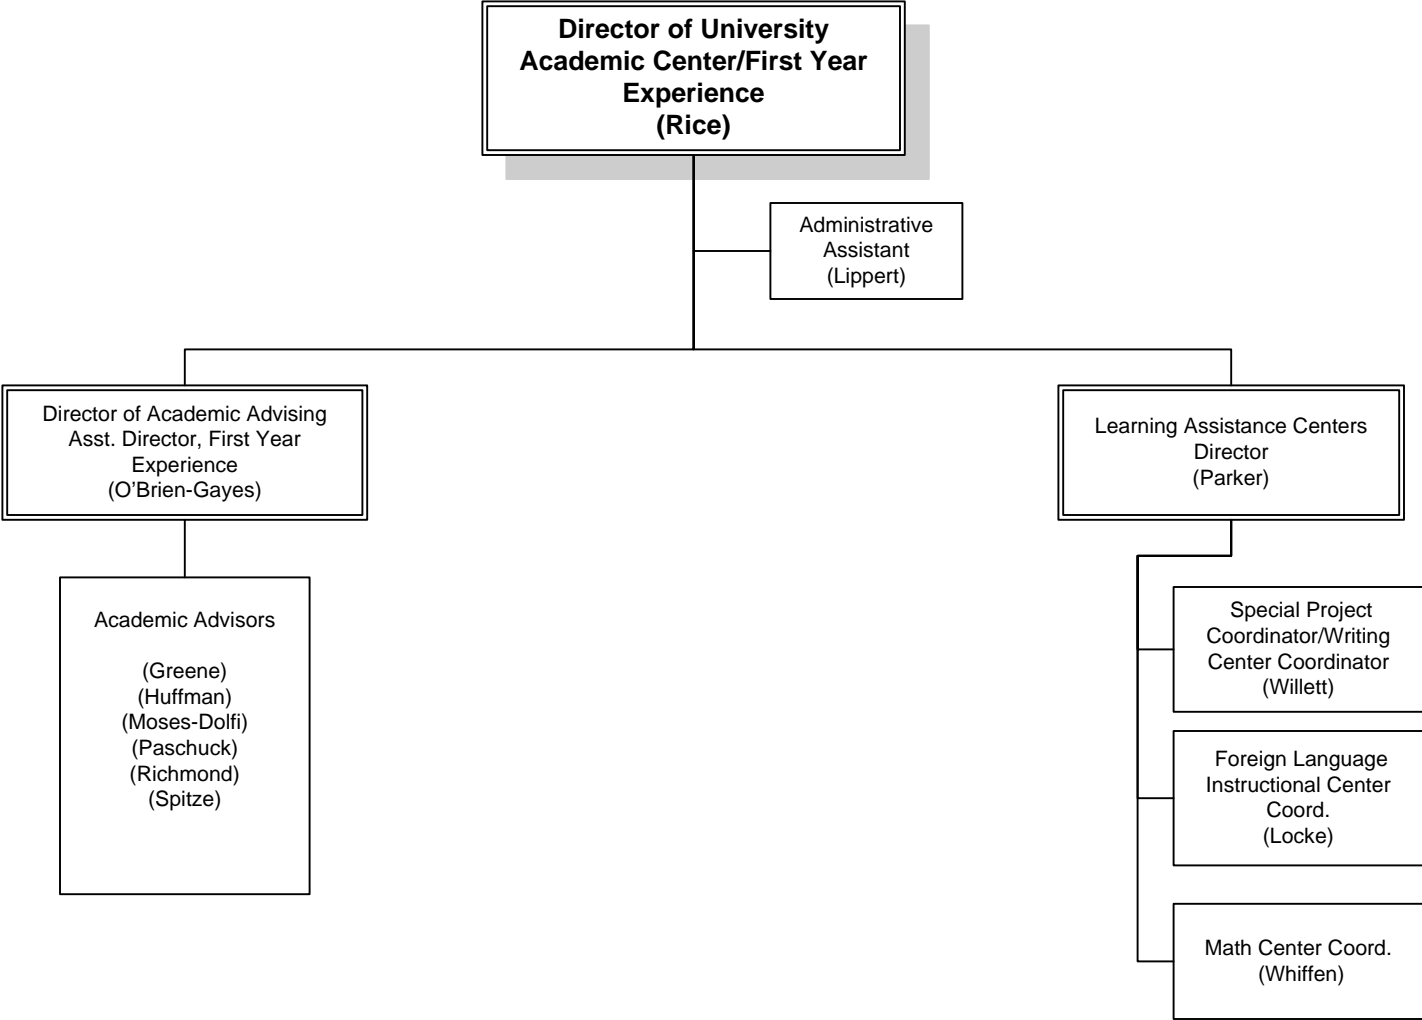 Director of University
Academic Center/First Year
Experience
(Rice)
Administrative
Assistant
(Lippert)
Director of Academic Advising
Asst. Director, First Year
Experience
(O’Brien-Gayes)
Learning Assistance Centers
Director
(Parker)
Academic Advisors
(Greene)
(Huffman)
(Moses-Dolfi)
(Paschuck)
(Richmond)
(Spitze)
Special Project
Coordinator/Writing
Center Coordinator
(Willett)
Foreign Language
Instructional Center
Coord.
(Locke)
Math Center Coord.
(Whiffen)